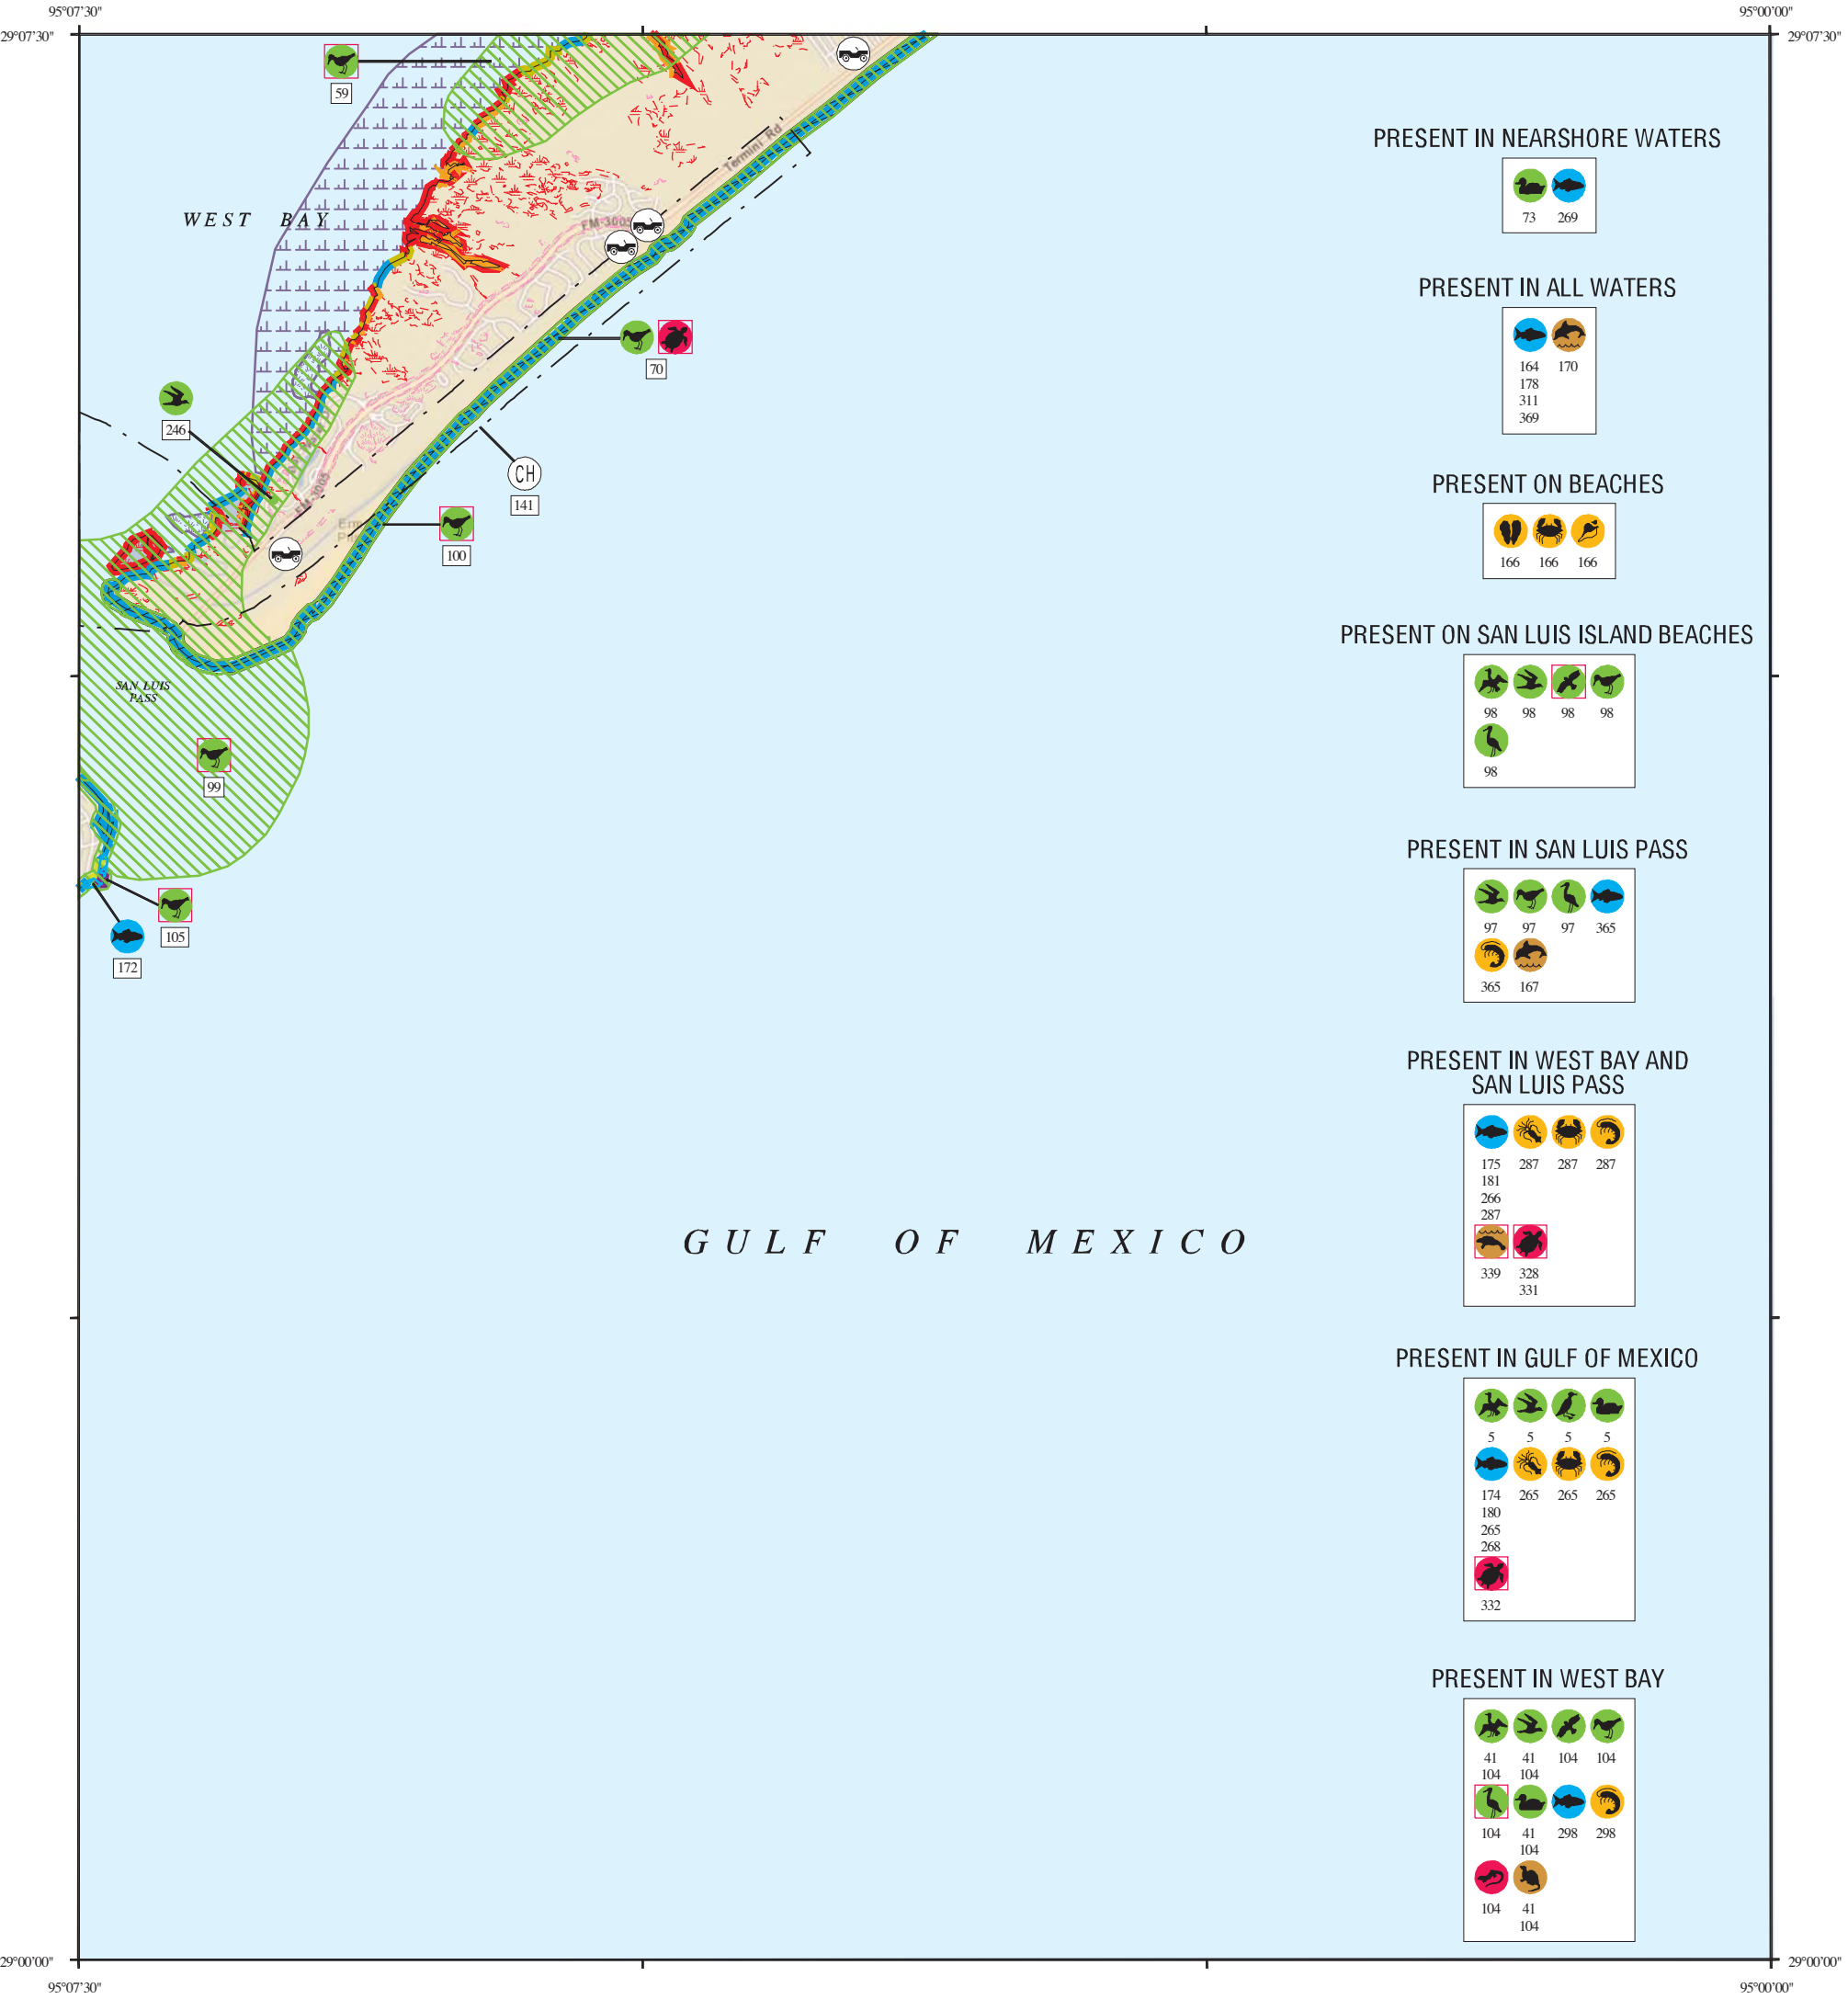 95°07'30"
95°00'00"
29°07'30"
29°07'30"
59
WEST BAY
Termini Rd
FM-3005
70
246
CH
141
FM-3005
100
SAN LUIS
PASS
99
105
172
GULF OF MEXICO
PRESENT IN NEARSHORE WATERS
73 269
PRESENT IN ALL WATERS
164 170
178
311
369
PRESENT ON BEACHES
166 166 166
PRESENT ON SAN LUIS ISLAND BEACHES
98 98 98 98
98
PRESENT IN SAN LUIS PASS
97 97 97 365
365 167
PRESENT IN WEST BAY AND
SAN LUIS PASS
175 287 287 287
181
266
287
339 328
331
PRESENT IN GULF OF MEXICO
5 5 5 5
174 265 265 265
180
265
268
332
PRESENT IN WEST BAY
41 41 104 104
104 104
104 41 298 298
104
104 41
104
29°00'00"
29°00'00"
95°07'30"
95°00'00"